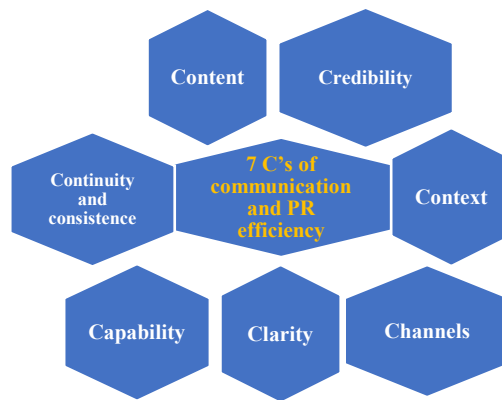 Content
Credibility
Continuity
and
consistence
7 C’s of
communication
and PR
efficiency
Context
Capability
Clarity
Channels